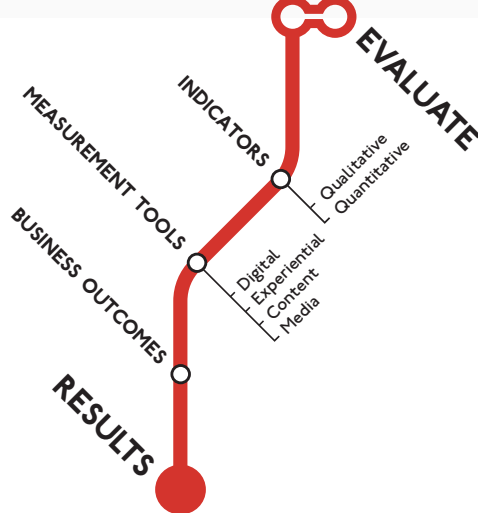 EVALUATE
INDICATORS
Qualitative
Quantitative
MEASUREMENT TOOLS
Digital
Experiential
Content
Media
BUSINESS OUTCOMES
RESULTS